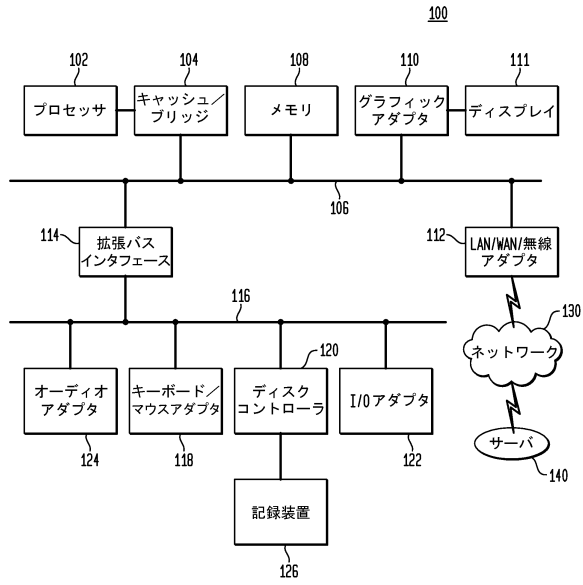 100
102
104
108
110
111
プロセッサ
キャッシュ/
ブリッジ
メモリ
グラフィック
アダプタ
ディスプレイ
106
114
拡張バス
インタフェース
112
LAN/WAN/無線
アダプタ
116
130
ネットワーク
120
オーディオ
アダプタ
キーボード/
マウスアダプタ
ディスク
コントローラ
I/Oアダプタ
サーバ
124
118
122
140
記録装置
126